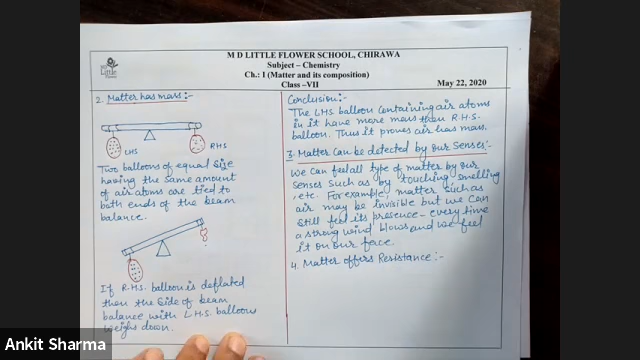 M D LITTLE FLOWER SCHOOL, CHIRAWA
Subject – Chemistry
Ch.: I (Matter and its composition)
Class –VII
May 22, 2020
Little
2. Matter has mass:-
LHS
RHS
Two balloons of equal size
having the same amount
of air atoms are tied to
both ends of the beam
balance.
If R.H.S. balloon is deflated
then the side of beam
balance with L.H.S. balloons
weighs down.
Conclusion:-
The LHS balloon containing air atoms
in it have more mass then R.H.S.
balloon. Thus it proves air has mass.
3. Matter can be detected by our Senses:-
We can feel all type of matter by our
senses such as by touching, smelling
, etc. For example, matter such as
air may be invisible but we can
still feel its presence - every time
a strong wind blows and we feel
it on our face.
4. Matter offers Resistance:-
Ankit Sharma